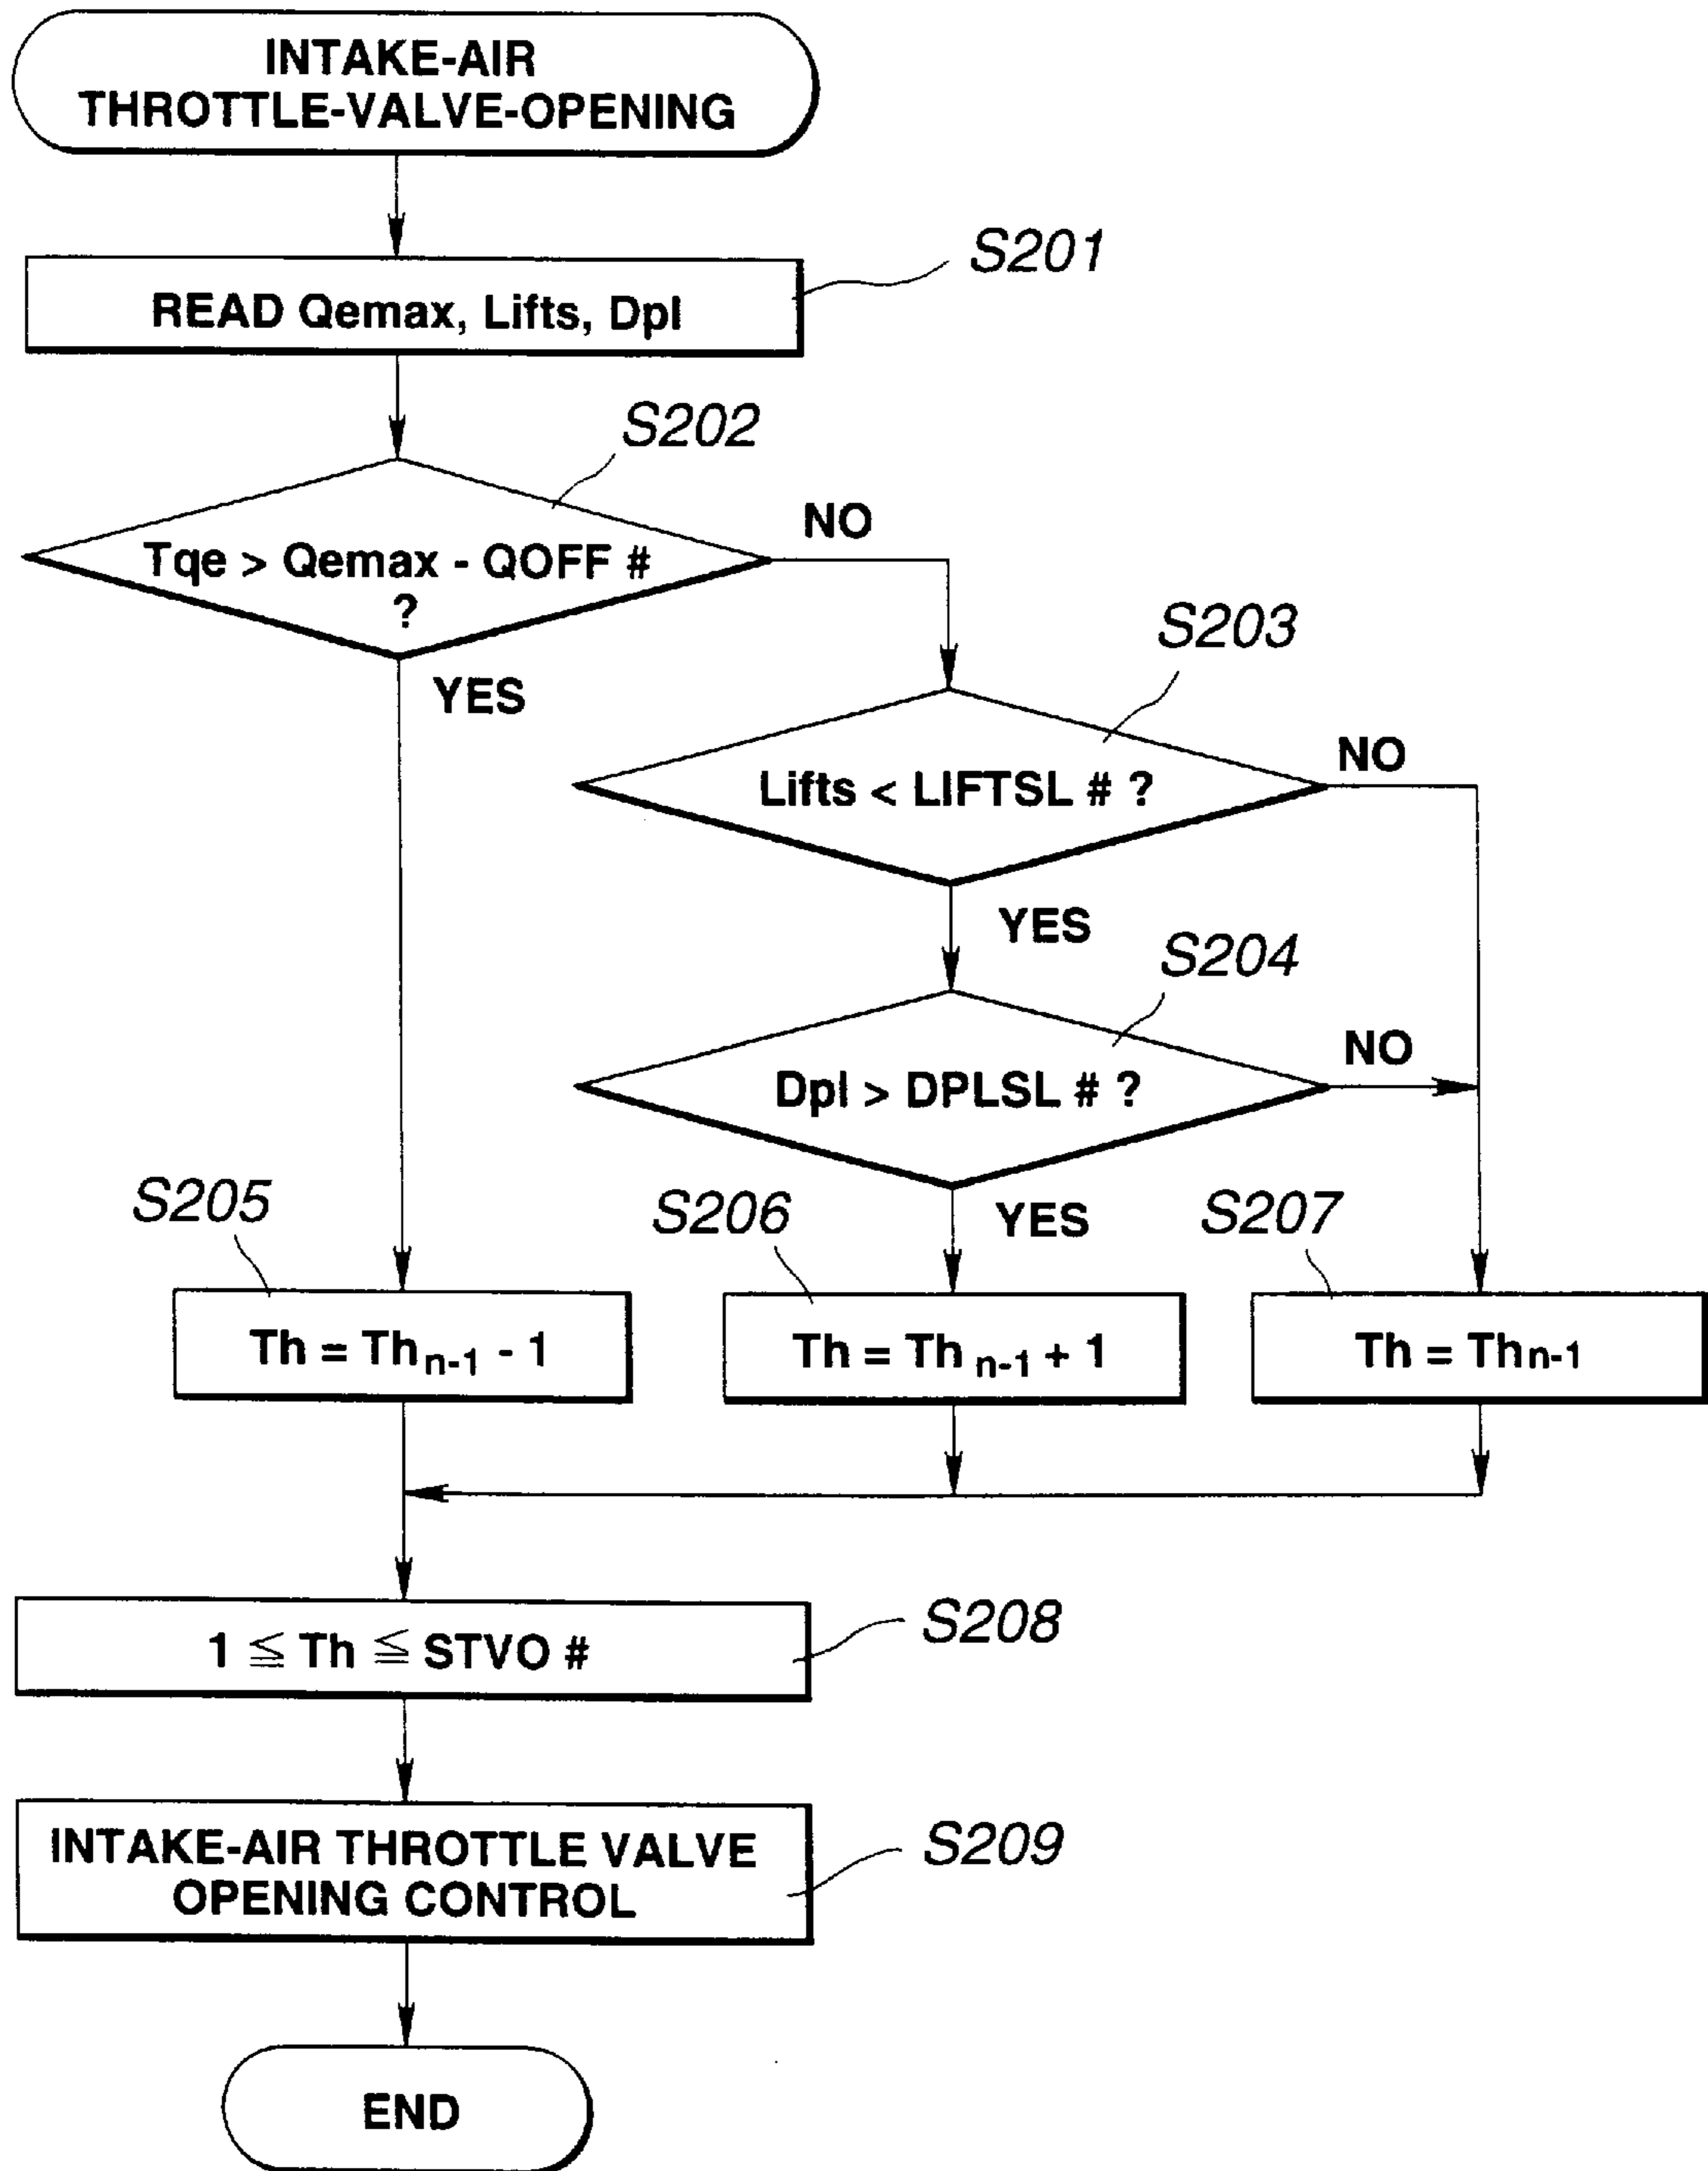 INTAKE-AIR
THROTTLE-VALVE-OPENING
S201
READ Qemax, Lifts, Dpl
S202
Tqe > Qemax - QOFF #
?
NO
YES
S203
Lifts < LIFTSL # ?
NO
YES
S204
Dpl > DPLSL # ?
NO
YES
S205
S206
S207
Th = Thn-1 - 1
Th = Th n-1 + 1
Th = Thn-1
1 ≦ Th ≦ STVO #
S208
INTAKE-AIR THROTTLE VALVE
OPENING CONTROL
S209
END